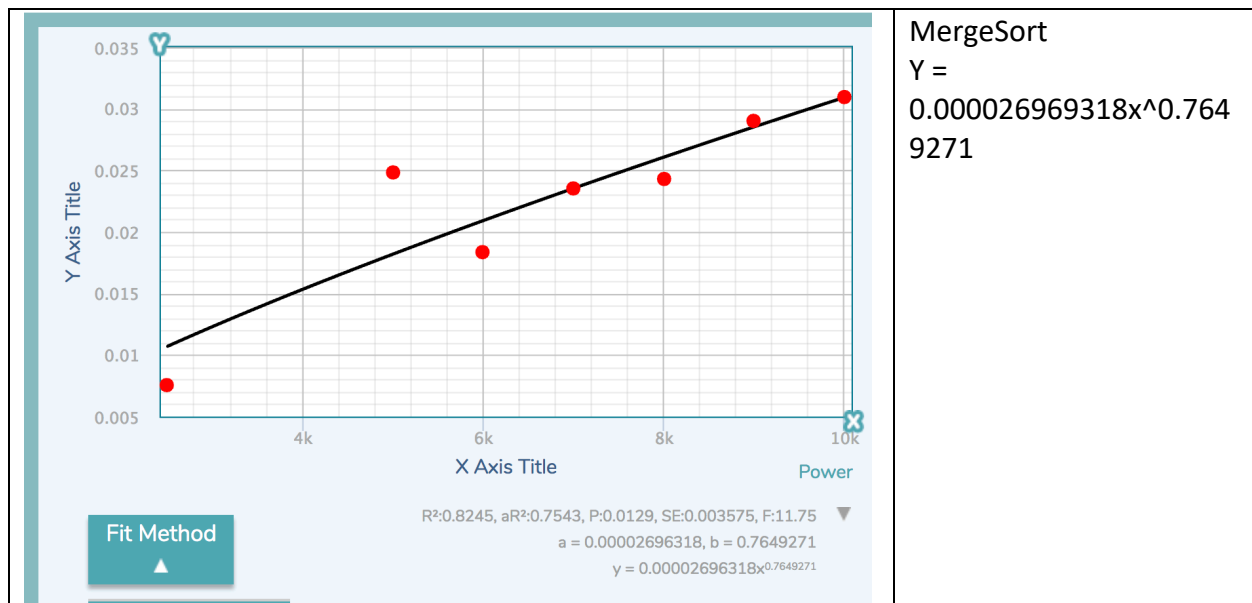 Y
0.035
0.03
0.025
0.02
0.015
0.01
0.005
Y Axis Title
4k
6k
8k
10k
X
X Axis Title
Power
R²:0.8245, aR²:0.7543, P:0.0129, SE:0.003575, F:11.75
a = 0.00002696318, b = 0.7649271
y = 0.00002696318x^0.7649271
Fit Method
MergeSort
Y =
0.000026969318x^0.764
9271